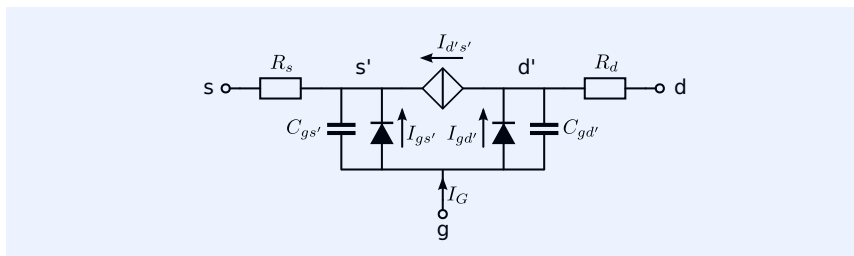 I_{d's'}
R_s
s'
d'
R_d
s
d
C_{gs'}
I_{gs'}
I_{gd'}
C_{gd'}
I_G
g